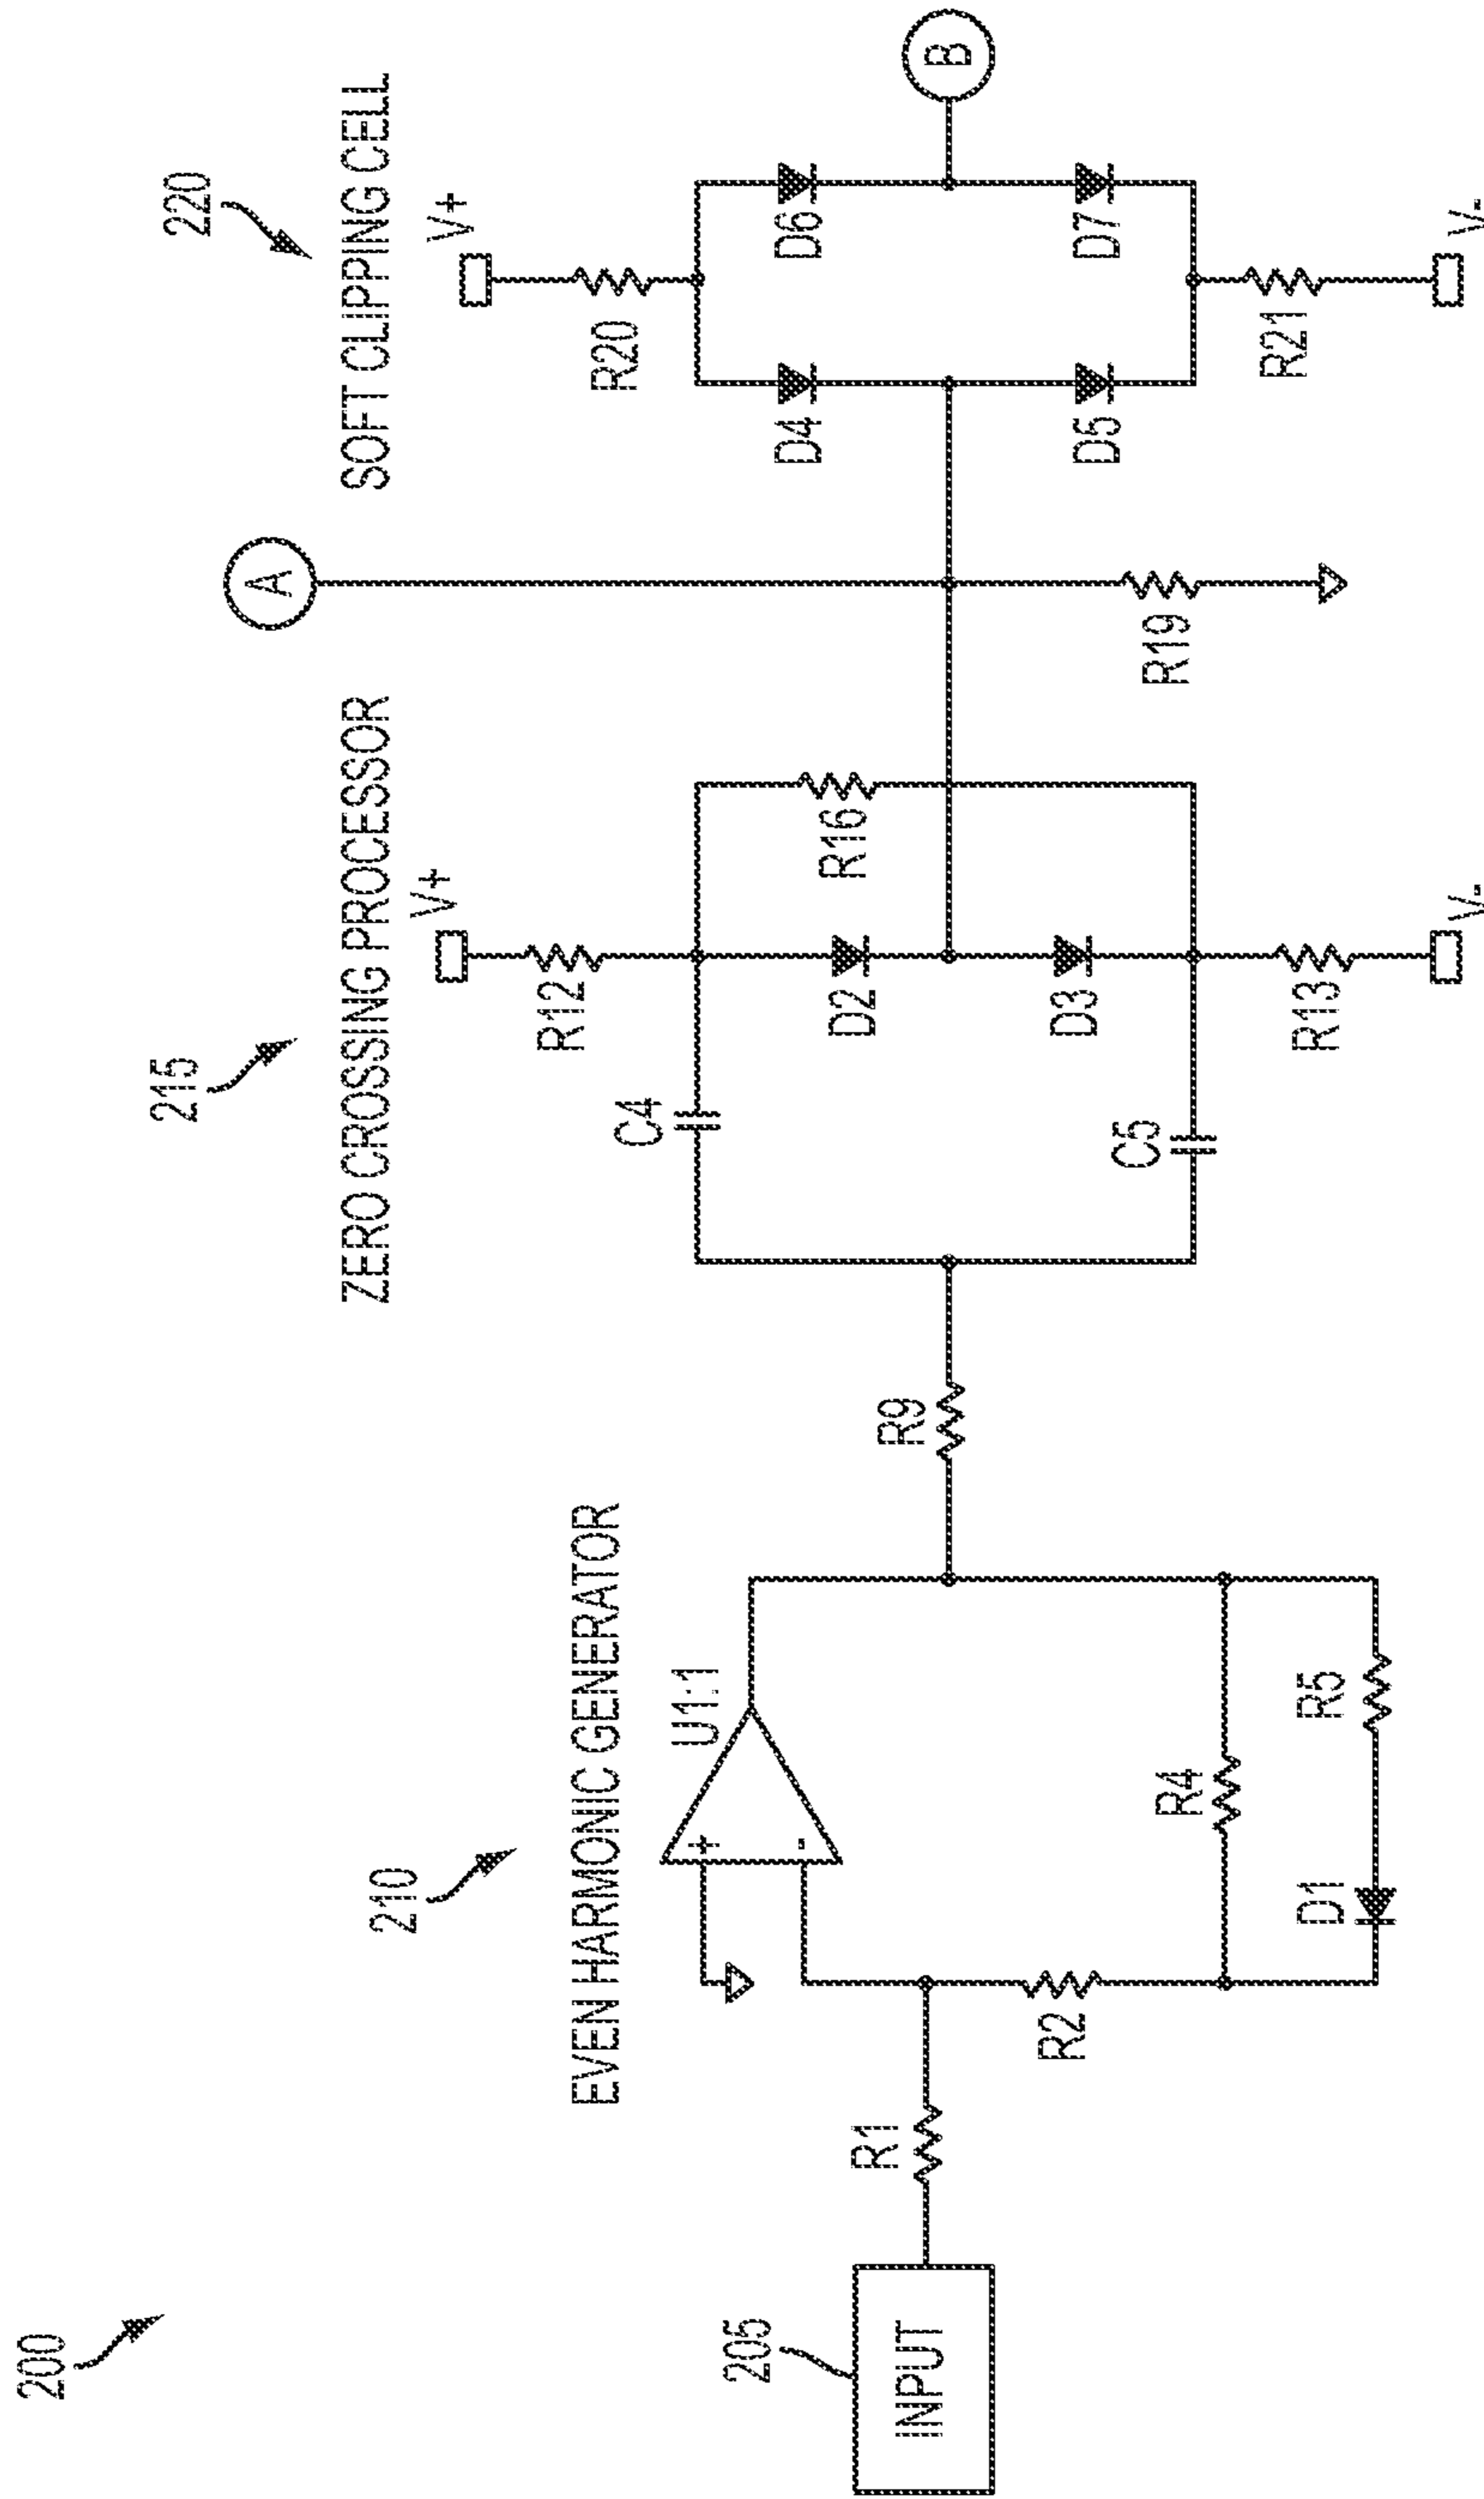 200
205
INPUT
R1
210
EVEN HARMONIC GENERATOR
U1:1
+
-
R2
R4
D1
R5
R9
215
ZERO CROSSING PROCESSOR
V+
R12
C4
D2
R16
D3
C5
R13
V-
A
R19
220
SOFT CLIPPING CELL
V+
R20
D4
D6
D5
D7
R21
V-
B